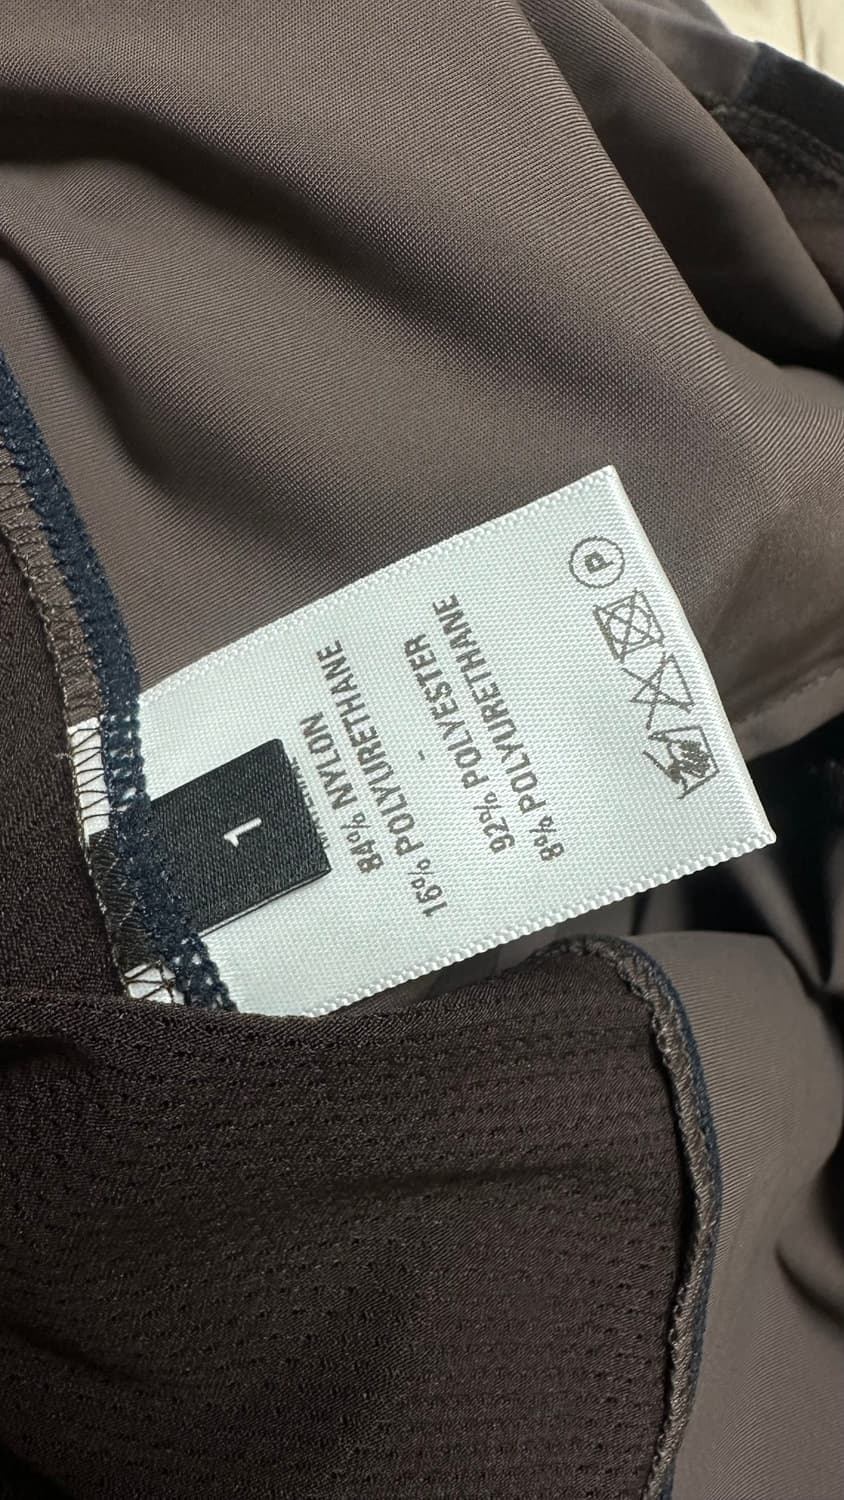 1
84% NYLON
16% POLYURETHANE
-
92% POLYESTER
8% POLYURETHANE
P